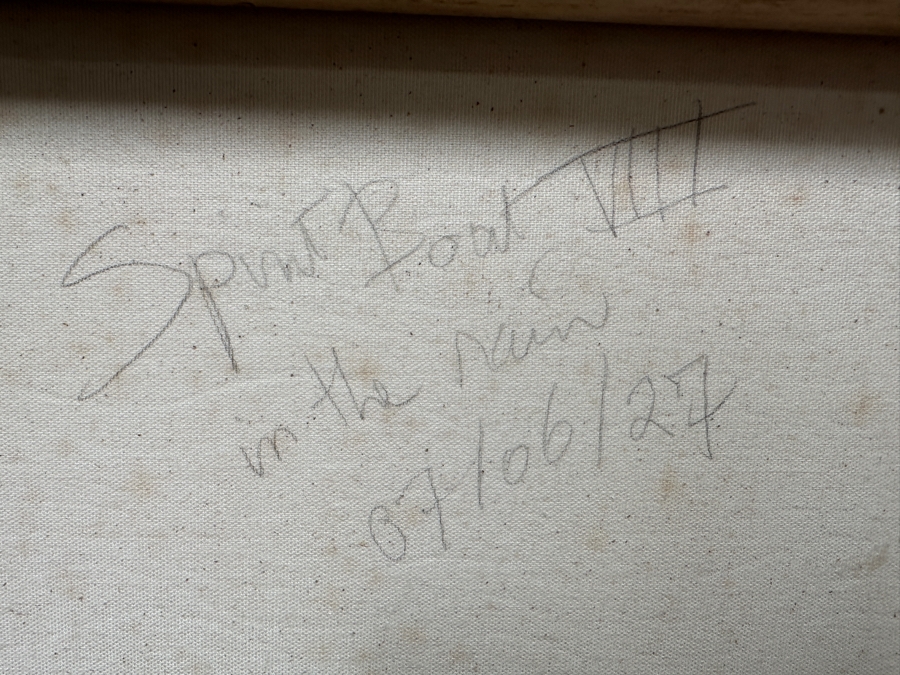 Spirit Boat VIII
in the rain
07/06/27